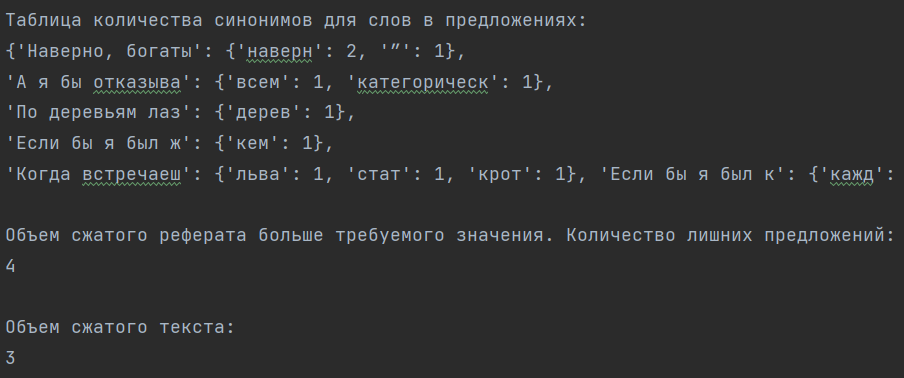 Таблица количества синонимов для слов в предложениях:
{'Наверно, богаты': {'наверн': 2, '”': 1},
'А я бы отказыва': {'всем': 1, 'категорическ': 1},
'По деревьям лаз': {'дерев': 1},
'Если бы я был ж': {'кем': 1},
'Когда встречаеш': {'льва': 1, 'стат': 1, 'крот': 1}, 'Если бы я был к': {'кажд':
Объем сжатого реферата больше требуемого значения. Количество лишних предложений:
4
Объем сжатого текста:
3